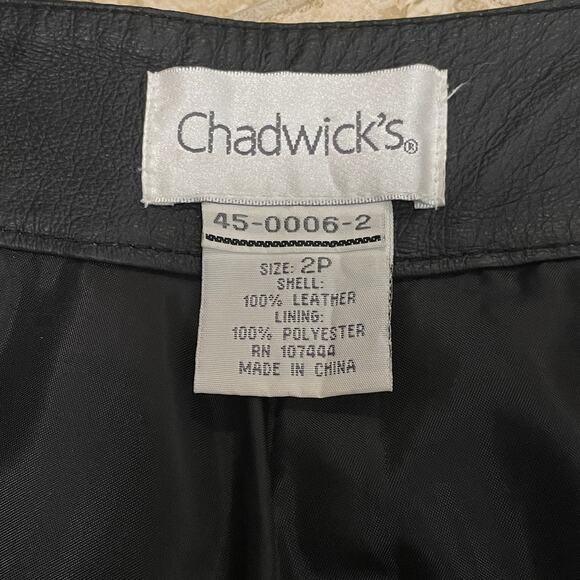 Chadwick's®
45-0006-2
SIZE: 2P
SHELL:
100% LEATHER
LINING:
100% POLYESTER
RN 107444
MADE IN CHINA